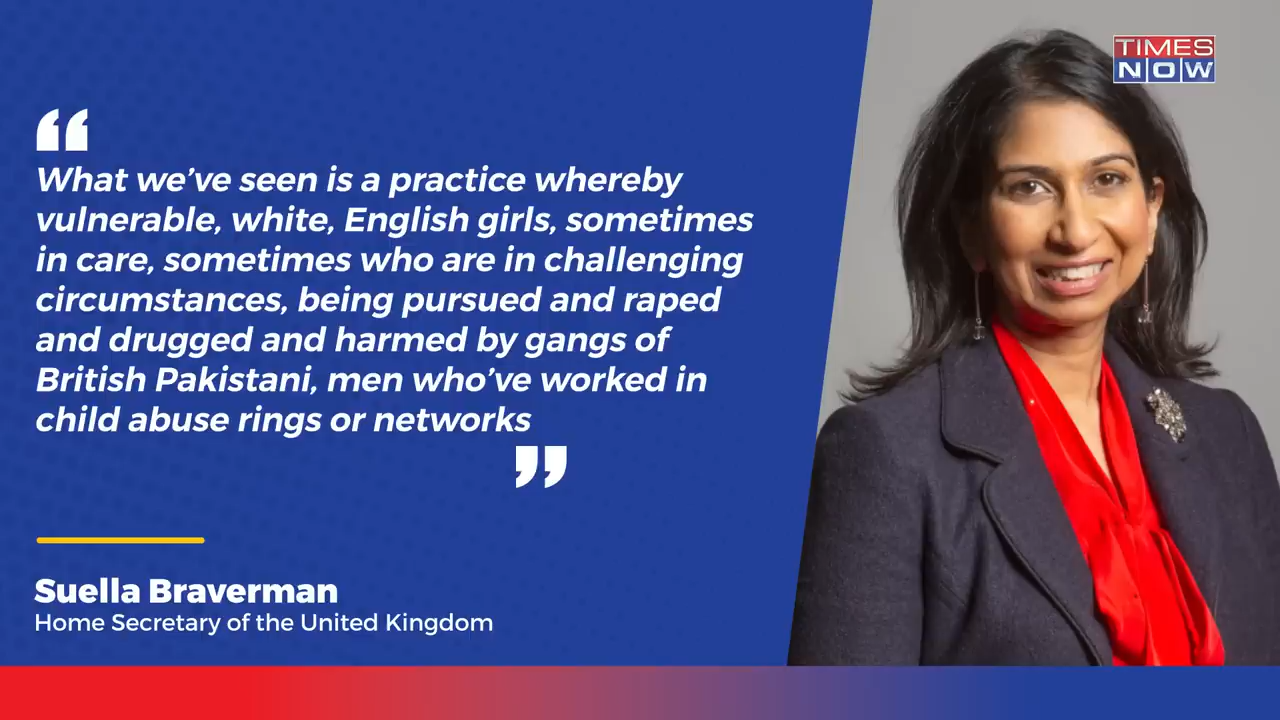 TIMES
NOW
“
What we’ve seen is a practice whereby
vulnerable, white, English girls, sometimes
in care, sometimes who are in challenging
circumstances, being pursued and raped
and drugged and harmed by gangs of
British Pakistani, men who’ve worked in
child abuse rings or networks
”
Suella Braverman
Home Secretary of the United Kingdom